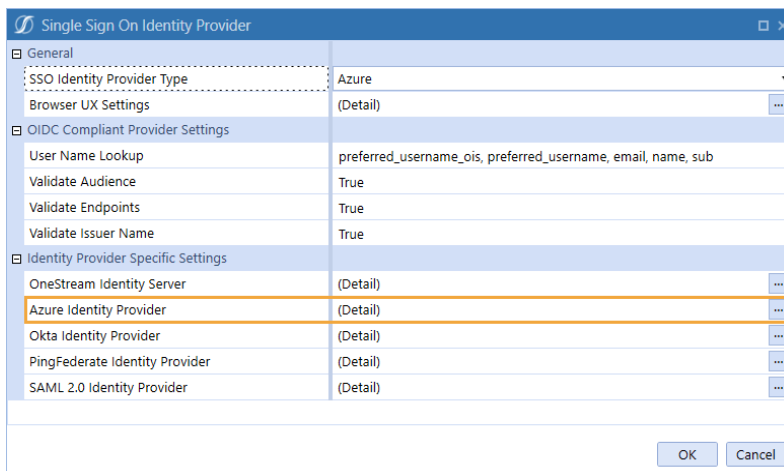 Single Sign On Identity Provider
General
SSO Identity Provider Type Azure
Browser UX Settings (Detail) ...
OIDC Compliant Provider Settings
User Name Lookup preferred_username_ois, preferred_username, email, name, sub
Validate Audience True
Validate Endpoints True
Validate Issuer Name True
Identity Provider Specific Settings
OneStream Identity Server (Detail) ...
Azure Identity Provider (Detail) ...
Okta Identity Provider (Detail) ...
PingFederate Identity Provider (Detail) ...
SAML 2.0 Identity Provider (Detail) ...
OK Cancel